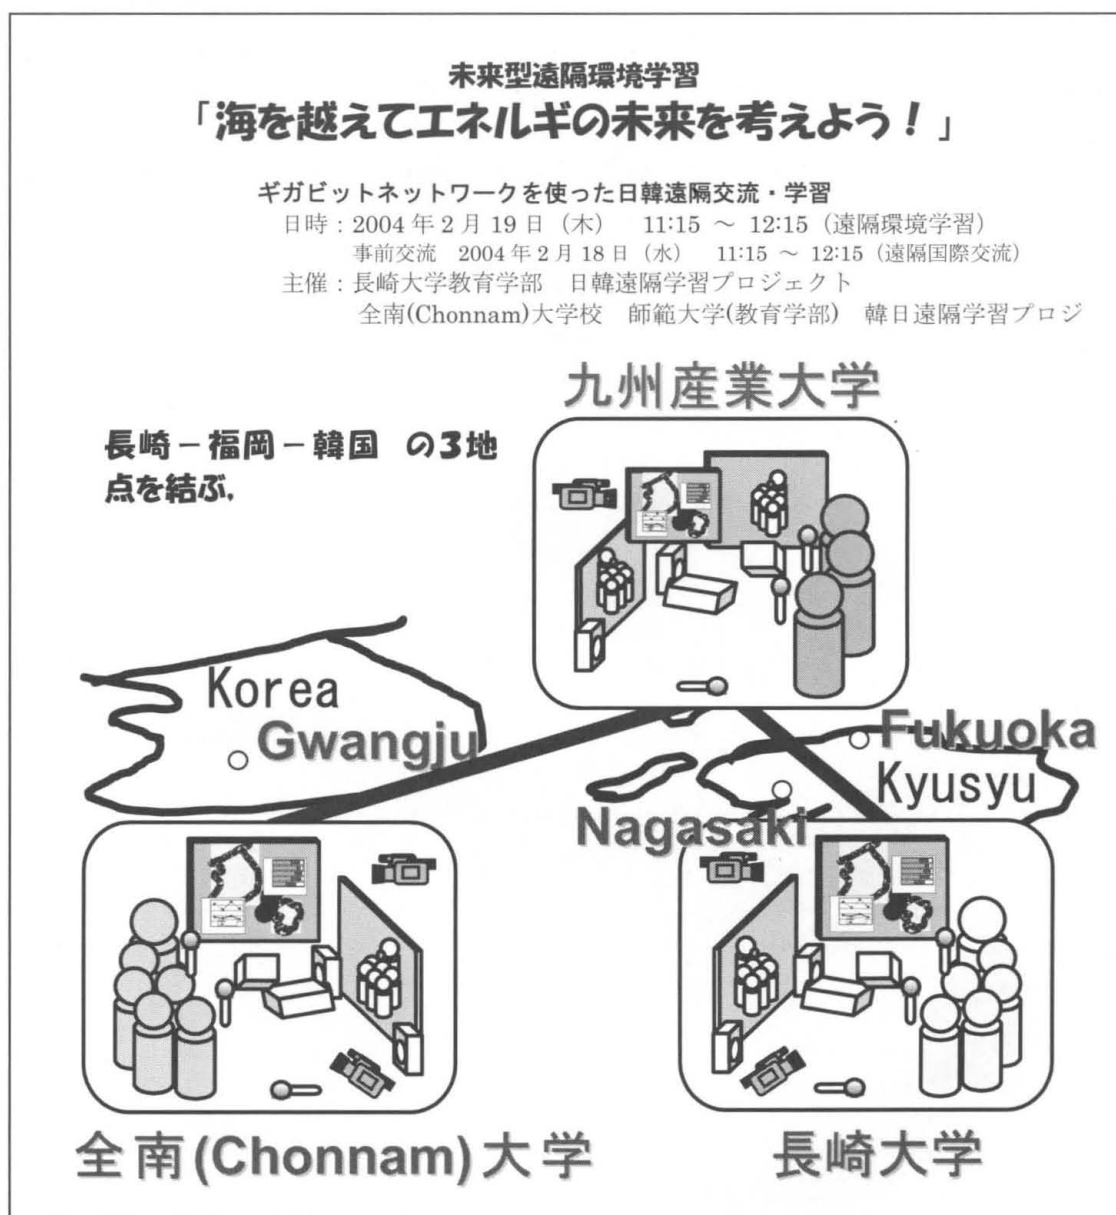 未来型遠隔環境学習
「海を越えてエネルギの未来を考えよう！」
ギガビットネットワークを使った日韓遠隔交流・学習
日時：2004年2月19日（木）　11:15 ～ 12:15（遠隔環境学習）
事前交流　2004年2月18日（水）　11:15 ～ 12:15（遠隔国際交流）
主催：長崎大学教育学部　日韓遠隔学習プロジェクト
全南(Chonnam)大学校　師範大学(教育学部)　韓日遠隔学習プロジ
九州産業大学
長崎－福岡－韓国　の3地
点を結ぶ.
Korea
Gwangju
Fukuoka
Kyusyu
Nagasaki
全南(Chonnam)大学
長崎大学